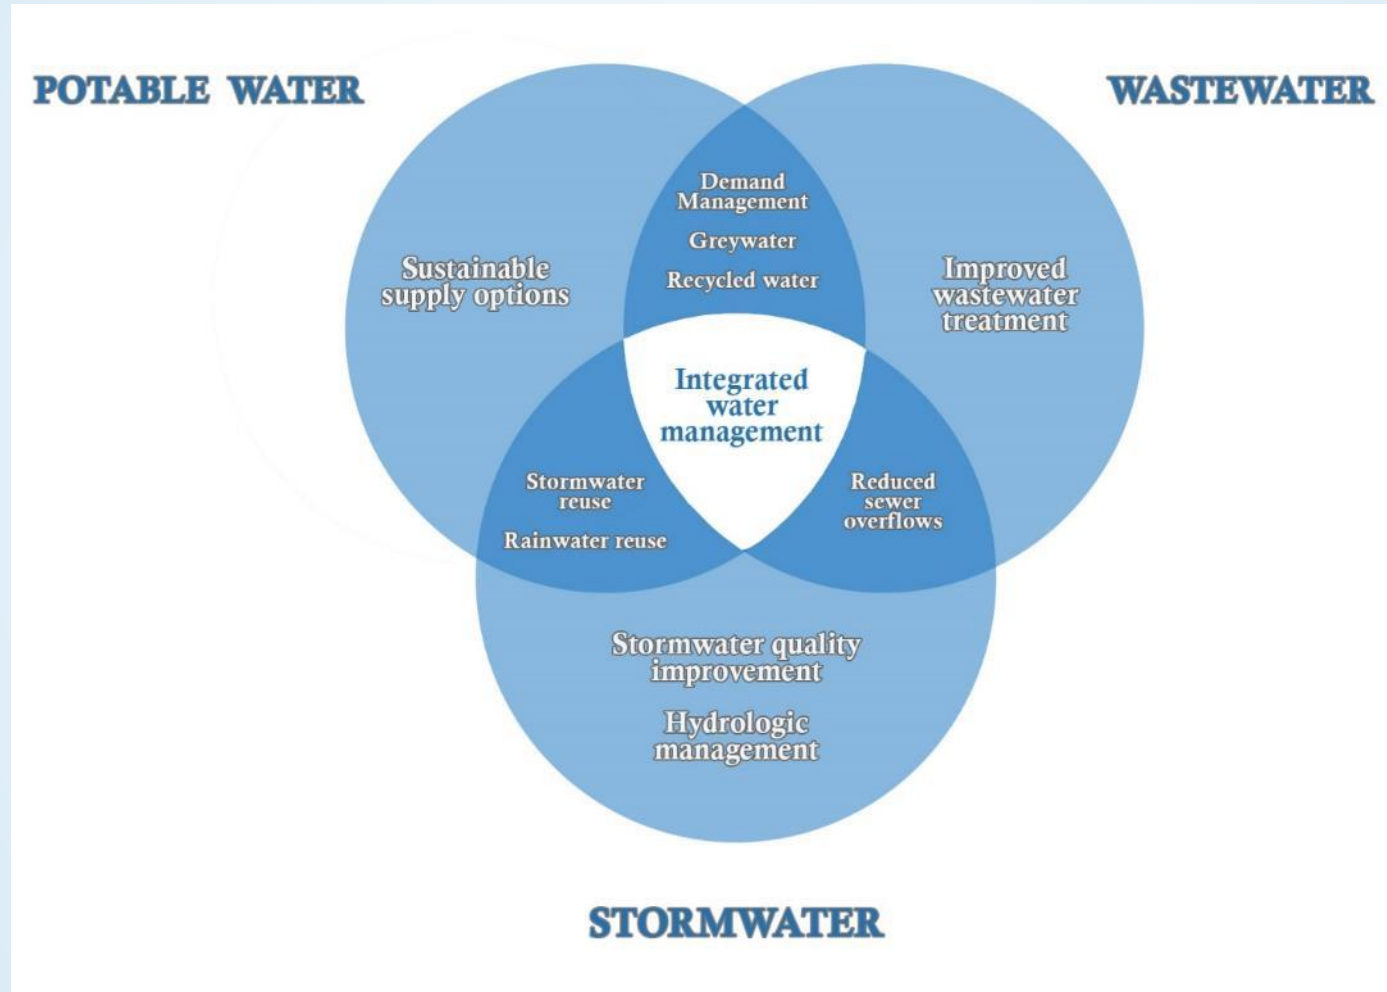 POTABLE WATER
WASTEWATER
Demand
Management
Greywater
Recycled water
Sustainable
supply options
Improved
wastewater
treatment
Integrated
water
management
Stormwater
reuse
Rainwater reuse
Reduced
sewer
overflows
Stormwater quality
improvement
Hydrologic
management
STORMWATER